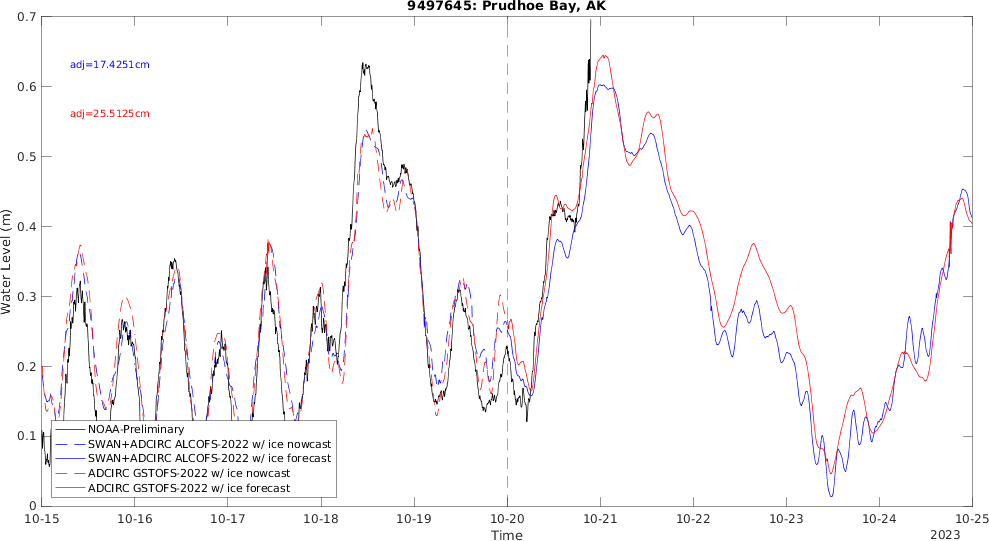 9497645: Prudhoe Bay, AK
0.7
adj=17.4251cm
0.6
adj=25.5125cm
0.5
0.4
Water Level (m)
0.3
0.2
0.1
0
NOAA-Preliminary
SWAN+ADCIRC ALCOFS-2022 w/ ice nowcast
SWAN+ADCIRC ALCOFS-2022 w/ ice forecast
ADCIRC GSTOFS-2022 w/ ice nowcast
ADCIRC GSTOFS-2022 w/ ice forecast
10-15 10-16 10-17 10-18 10-19 10-20 10-21 10-22 10-23 10-24 10-25
Time
2023